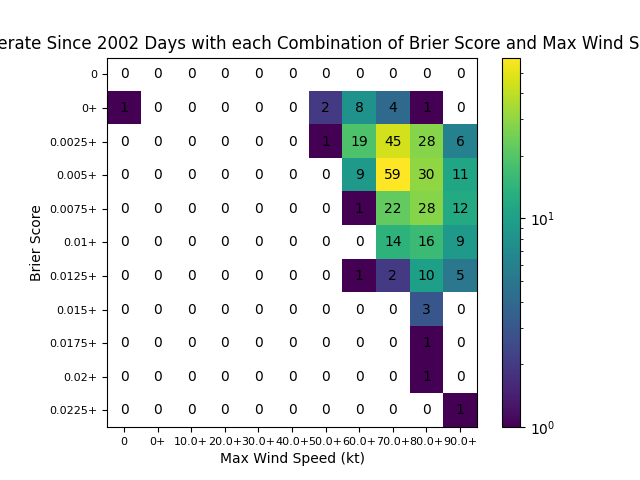 erate Since 2002 Days with each Combination of Brier Score and Max Wind S
0 0 0 0 0 0 0 0 0 0 0 0
0+ 1 0 0 0 0 0 2 8 4 1 0
0.0025+ 0 0 0 0 0 0 1 19 45 28 6
0.005+ 0 0 0 0 0 0 0 9 59 30 11
0.0075+ 0 0 0 0 0 0 0 1 22 28 12
0.01+ 0 0 0 0 0 0 0 0 14 16 9
0.0125+ 0 0 0 0 0 0 0 1 2 10 5
0.015+ 0 0 0 0 0 0 0 0 0 3 0
0.0175+ 0 0 0 0 0 0 0 0 0 1 0
0.02+ 0 0 0 0 0 0 0 0 0 1 0
0.0225+ 0 0 0 0 0 0 0 0 0 0 1
0 0+ 10.0+ 20.0+ 30.0+ 40.0+ 50.0+ 60.0+ 70.0+ 80.0+ 90.0+
Max Wind Speed (kt)
Brier Score
10¹
10⁰